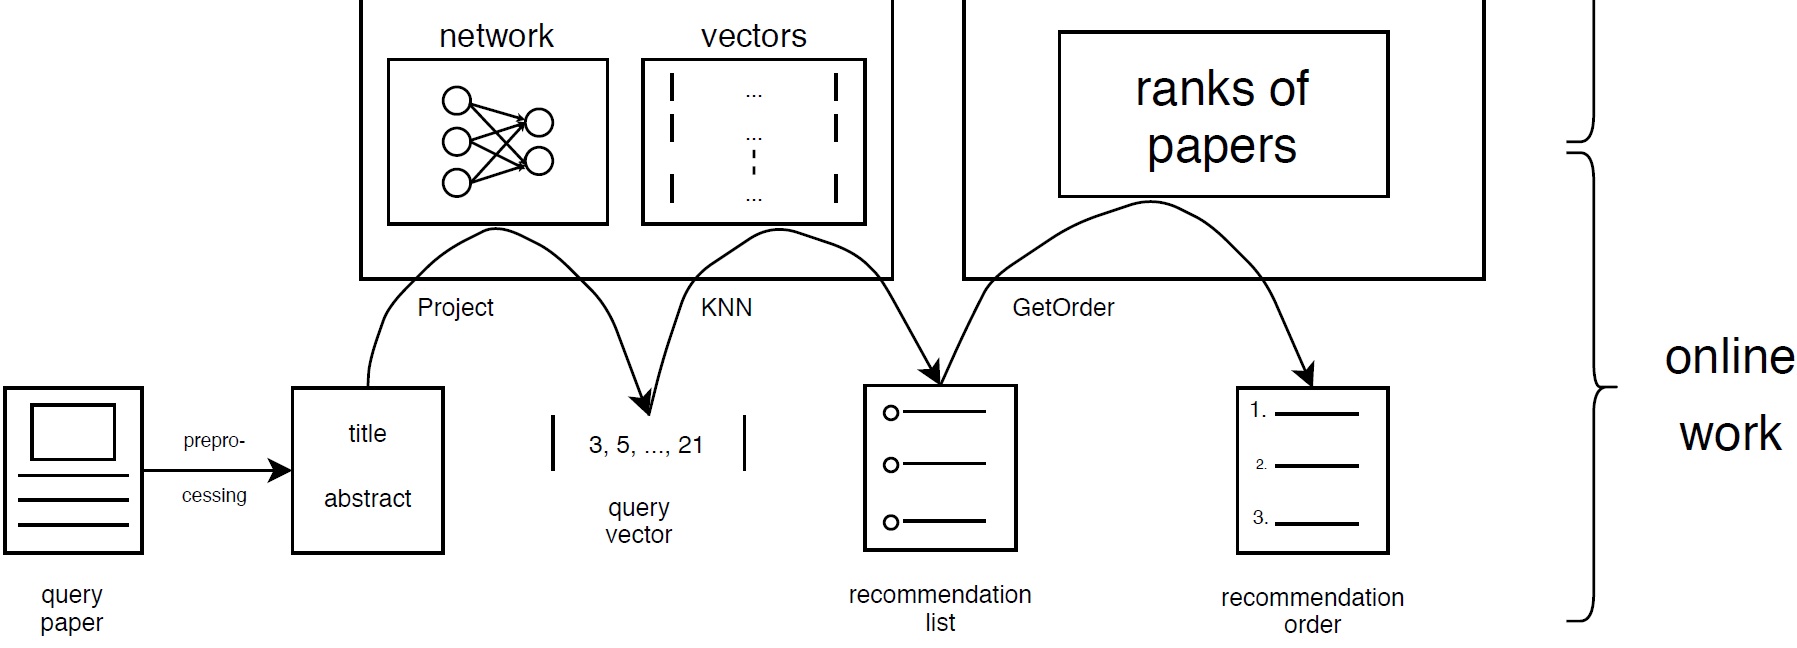 network
vectors
...
...
...
ranks of
papers
Project
KNN
GetOrder
online
work
prepro-
cessing
title
abstract
3, 5, ..., 21
query
vector
1.
2.
3.
query
paper
recommendation
list
recommendation
order